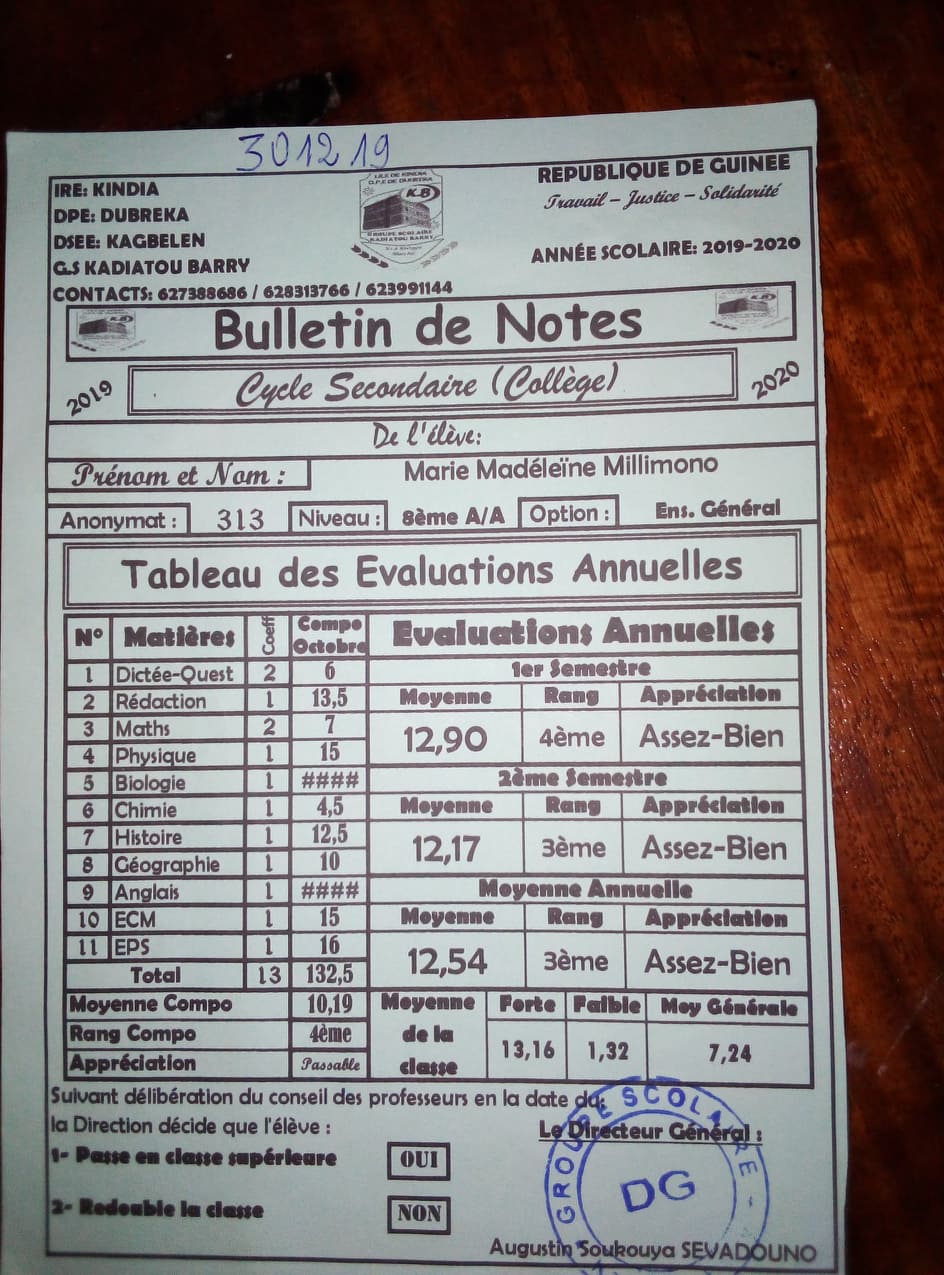 301219
IRE: KINDIA
DPE: DUBREKA
DSEE: KAGBELEN
G.S KADIATOU BARRY
CONTACTS: 627388686 / 628313766 / 623991144
K.B
GROUPE SCOLAIRE
KADIATOU BARRY
REPUBLIQUE DE GUINEE
Travail – Justice – Solidarité
ANNÉE SCOLAIRE: 2019-2020
Bulletin de Notes
2019 Cycle Secondaire (Collège) 2020
De l'élève:
Prénom et Nom : Marie Madéleïne Millimono
Anonymat : 313 Niveau : 8ème A/A Option : Ens. Général
Tableau des Evaluations Annuelles
N° Matières Coeff Compo Octobre Evaluations Annuelles
1 Dictée-Quest 2 6 1er Semestre
2 Rédaction 1 13,5 Moyenne Rang Appréciation
3 Maths 2 7
12,90 4ème Assez-Bien
4 Physique 1 15
5 Biologie 1 #### 2ème Semestre
6 Chimie 1 4,5 Moyenne Rang Appréciation
7 Histoire 1 12,5
12,17 3ème Assez-Bien
8 Géographie 1 10
9 Anglais 1 #### Moyenne Annuelle
10 ECM 1 15 Moyenne Rang Appréciation
11 EPS 1 16
12,54 3ème Assez-Bien
Total 13 132,5
Moyenne Compo 10,19
Rang Compo 4ème
Appréciation Passable
Moyenne de la classe
Forte Faible Moy Générale
13,16 1,32 7,24
Suivant délibération du conseil des professeurs en la date du:
la Direction décide que l'élève :
Le Directeur Général :
1- Passe en classe supérieure OUI
2- Redouble la classe NON
GROUPE SCOLAIRE -
DG
Augustin Soukouya SEVADOUNO